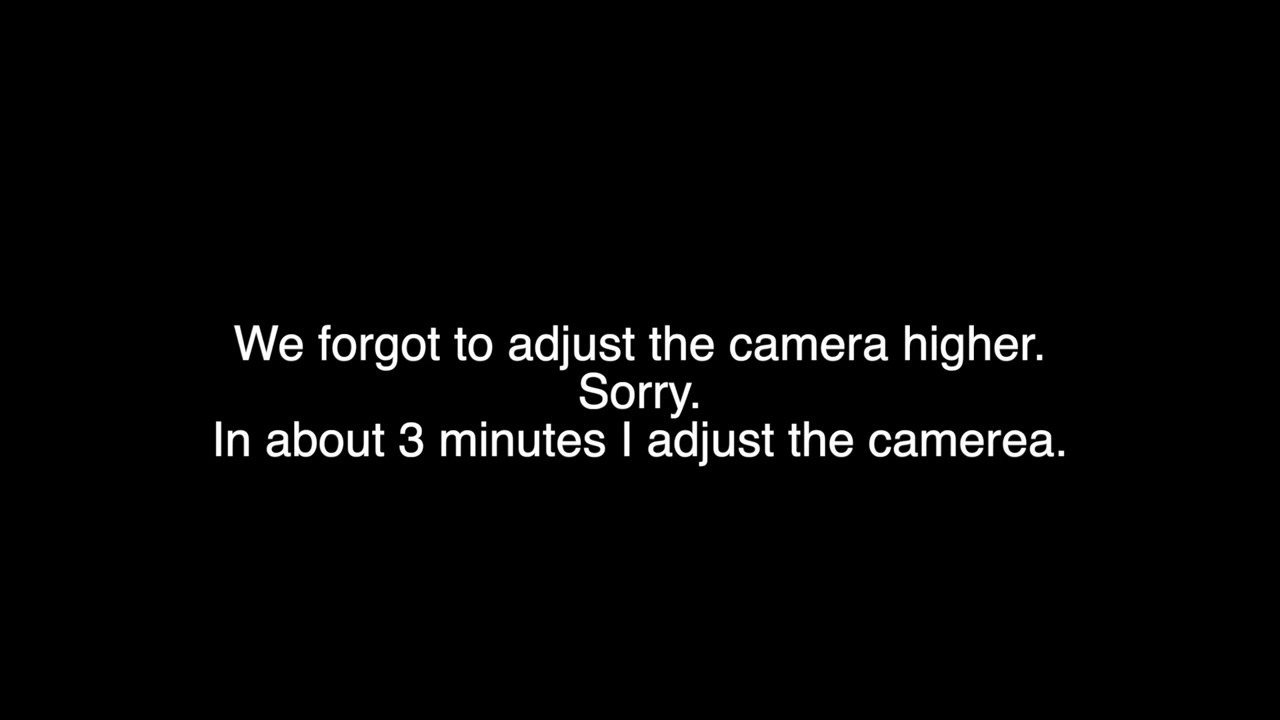 We forgot to adjust the camera higher.
Sorry.
In about 3 minutes I adjust the camerea.